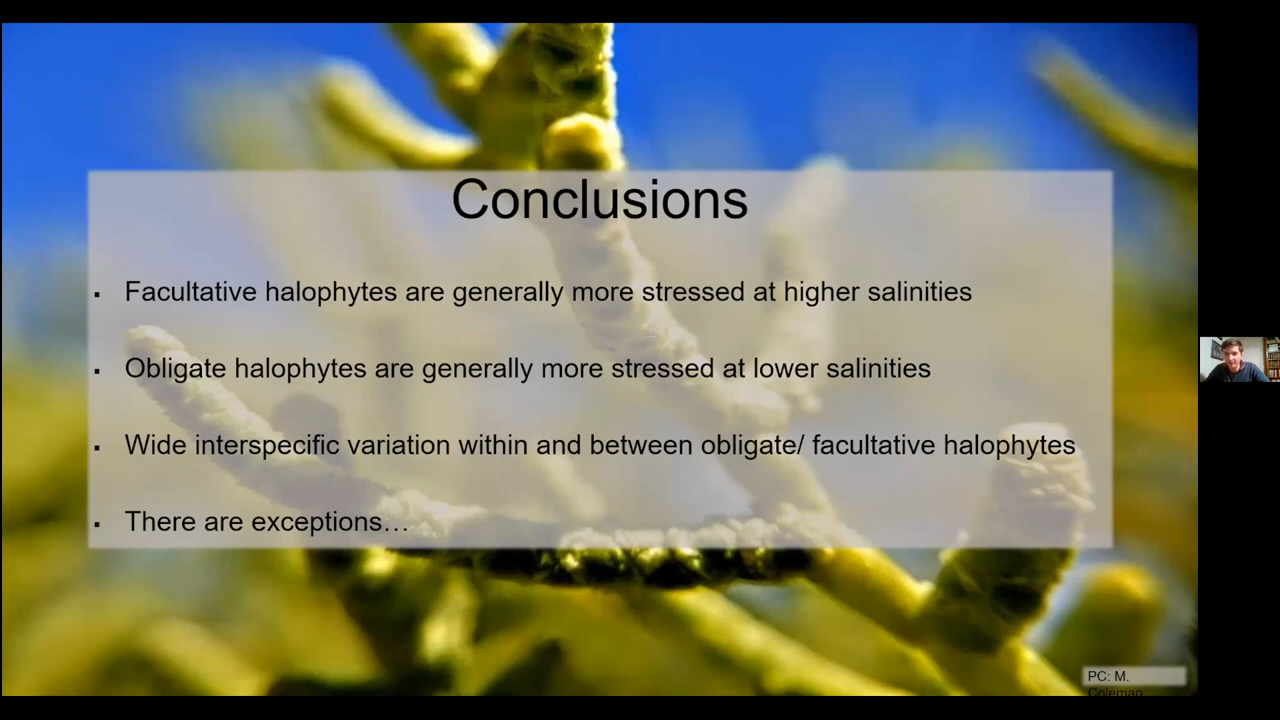 Conclusions
▪ Facultative halophytes are generally more stressed at higher salinities
▪ Obligate halophytes are generally more stressed at lower salinities
▪ Wide interspecific variation within and between obligate/ facultative halophytes
▪ There are exceptions…
PC: M.
Coleman